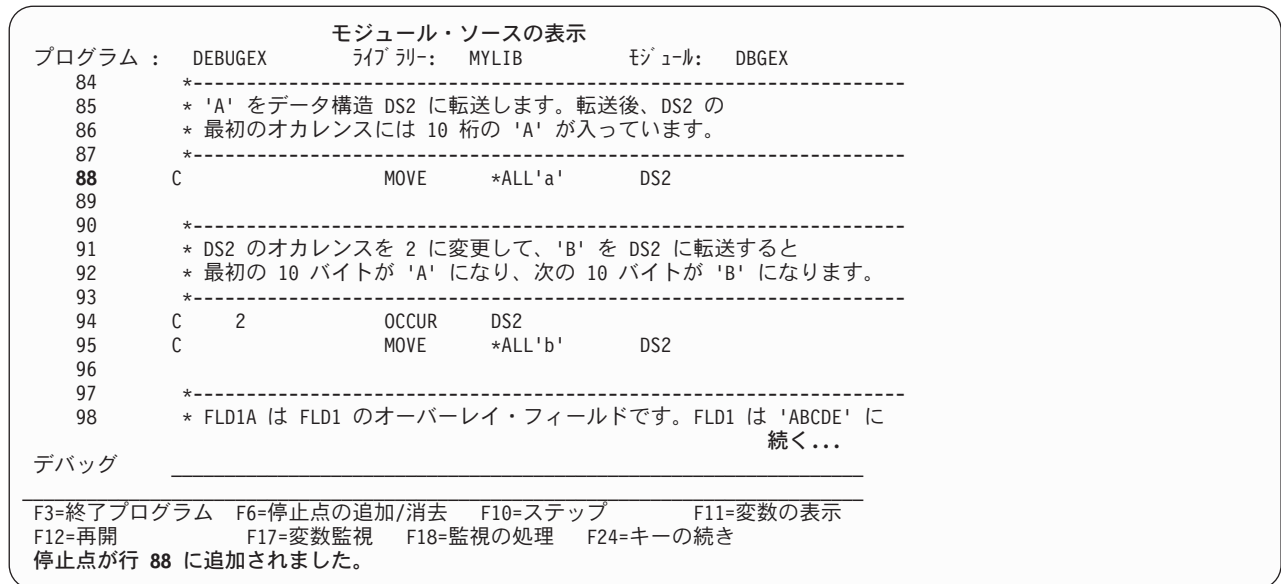 モジュール・ソースの表示
プログラム : DEBUGEX ﾗｲﾌﾞﾗﾘｰ: MYLIB ﾓｼﾞｭｰﾙ: DBGEX
84 *-------------------------------------------------------------------
85 * 'A' をデータ構造 DS2 に転送します。転送後、DS2 の
86 * 最初のオカレンスには 10 桁の 'A' が入っています。
87 *-------------------------------------------------------------------
88 C MOVE *ALL'a' DS2
89
90 *-------------------------------------------------------------------
91 * DS2 のオカレンスを 2 に変更して、'B' を DS2 に転送すると
92 * 最初の 10 バイトが 'A' になり、次の 10 バイトが 'B' になります。
93 *-------------------------------------------------------------------
94 C 2 OCCUR DS2
95 C MOVE *ALL'b' DS2
96
97 *-------------------------------------------------------------------
98 * FLD1A は FLD1 のオーバーレイ・フィールドです。FLD1 は 'ABCDE' に
続く...
デバッグ
F3=終了プログラム F6=停止点の追加/消去 F10=ステップ F11=変数の表示
F12=再開 F17=変数監視 F18=監視の処理 F24=キーの続き
停止点が行 88 に追加されました。